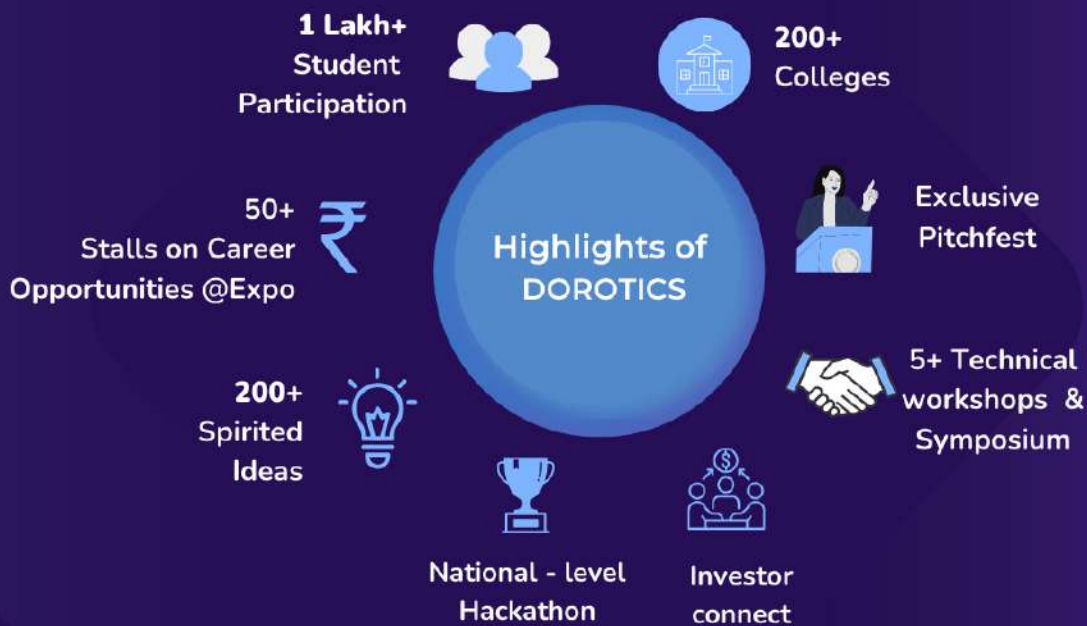 1 Lakh+
Student
Participation
200+
Colleges
50+
Stalls on Career
Opportunities @Expo
₹
Exclusive
Pitchfest
Highlights of
DOROTICS
200+
Spirited
Ideas
5+ Technical
workshops &
Symposium
$
National - level
Hackathon
Investor
connect